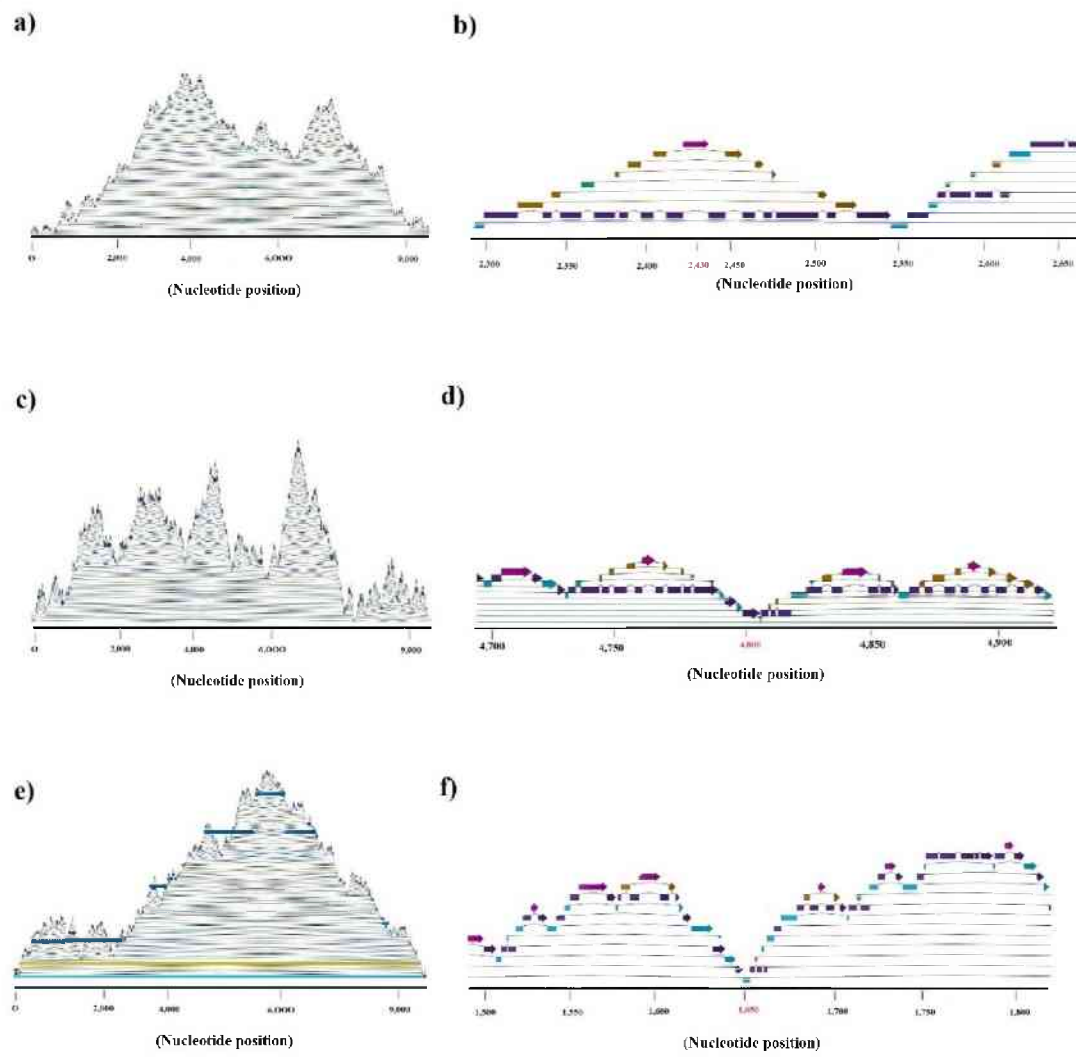 a)
0 2,000 4,000 6,000 9,000
(Nucleotide position)
b)
2,300 2,350 2,400 2,430 2,450 2,500 2,550 2,600 2,650
(Nucleotide position)
c)
0 2,000 4,000 6,000 9,000
(Nucleotide position)
d)
4,700 4,750 4,800 4,850 4,900
(Nucleotide position)
e)
0 2,000 4,000 6,000 9,000
(Nucleotide position)
f)
1,500 1,550 1,600 1,650 1,700 1,750 1,800
(Nucleotide position)